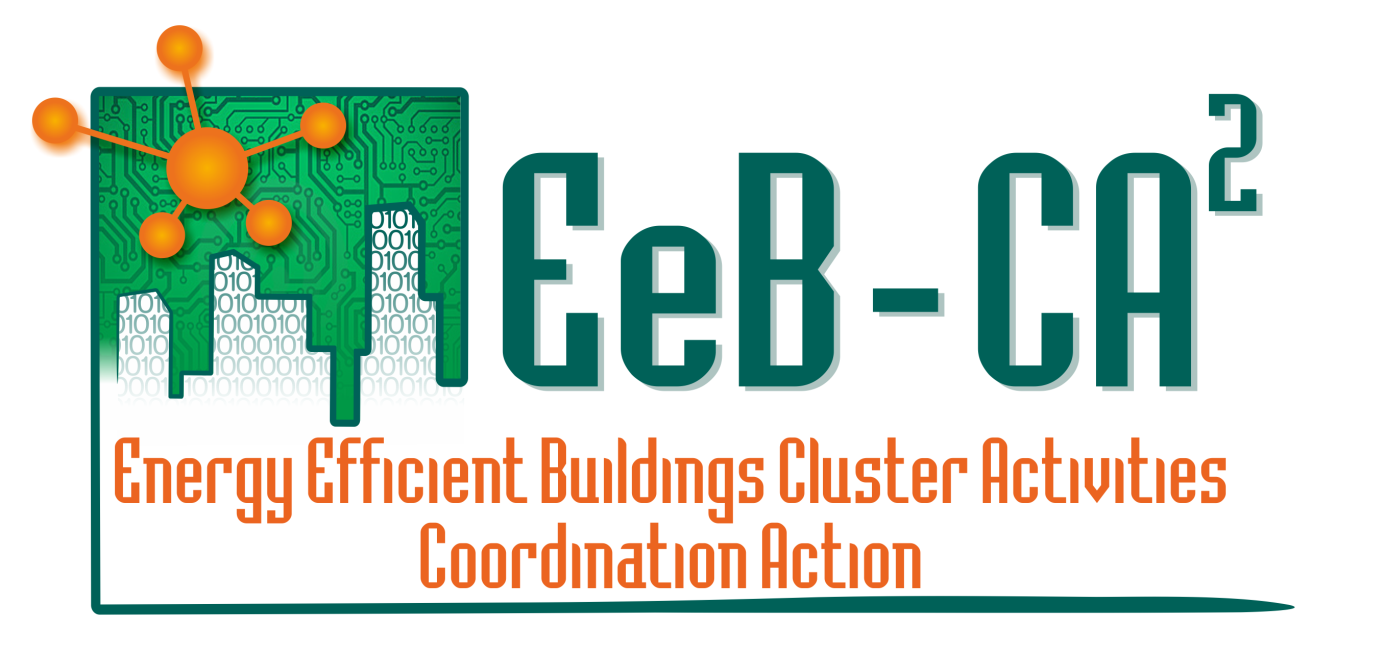 EeB-CA²
Energy Efficient Buildings Cluster Activities
Coordination Action